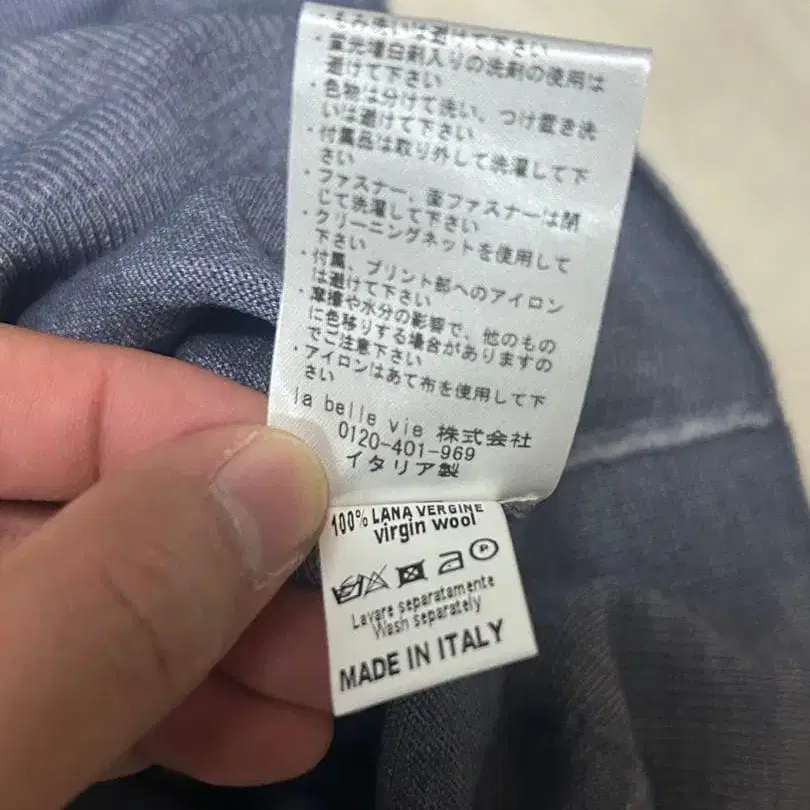 ・もみ洗いは避けて下さい
・蛍光増白剤入りの洗剤の使用は
避けて下さい
・色物は分けて洗い、つけ置き洗
いは避けて下さい
・付属品は取り外して洗濯して下
さい
・ファスナー、面ファスナーは閉
じて洗濯して下さい
・クリーニングネットを使用して
下さい
・付属、プリント部へのアイロン
は避けて下さい
・摩擦や水分の影響で、他のもの
に色移りする場合がありますの
でご注意下さい
・アイロンはあて布を使用して下
さい
la belle vie 株式会社
0120-401-969
イタリア製
100% LANA VERGINE
virgin wool
P
Lavare separatamente
Wash separately
MADE IN ITALY